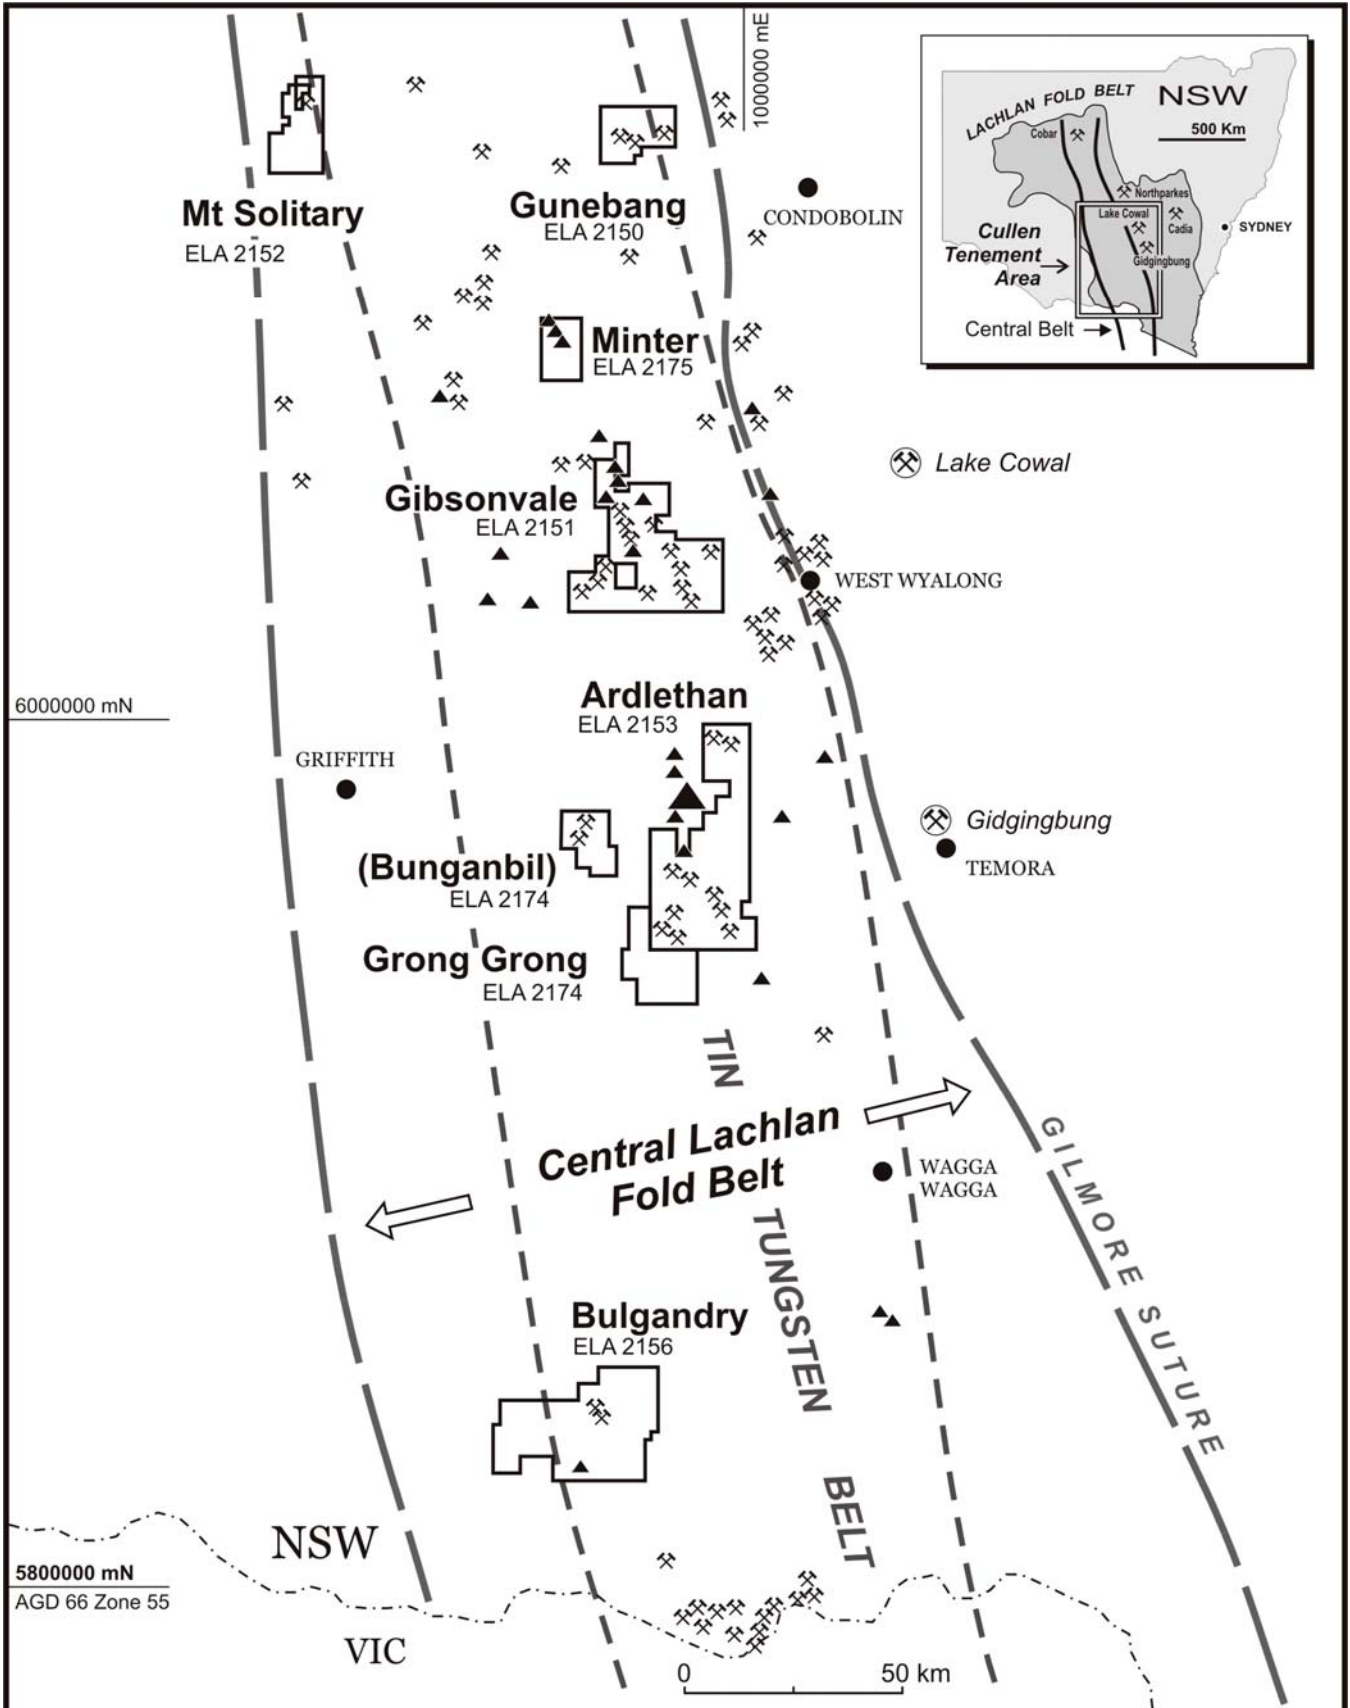 1000000 mE
LACHLAN FOLD BELT
NSW
500 Km
Cobar
Northparkes
Lake Cowal
Cadia
SYDNEY
Gidgingbung
Cullen
Tenement
Area
Central Belt
Mt Solitary
ELA 2152
Gunebang
ELA 2150
CONDOBOLIN
Minter
ELA 2175
Lake Cowal
Gibsonvale
ELA 2151
WEST WYALONG
Ardlethan
ELA 2153
6000000 mN
GRIFFITH
Gidgingbung
TEMORA
(Bunganbil)
ELA 2174
Grong Grong
ELA 2174
TIN TUNGSTEN BELT
Central Lachlan
Fold Belt
WAGGA
WAGGA
GILMORE SUTURE
Bulgandry
ELA 2156
NSW
5800000 mN
AGD 66 Zone 55
VIC
0 50 km